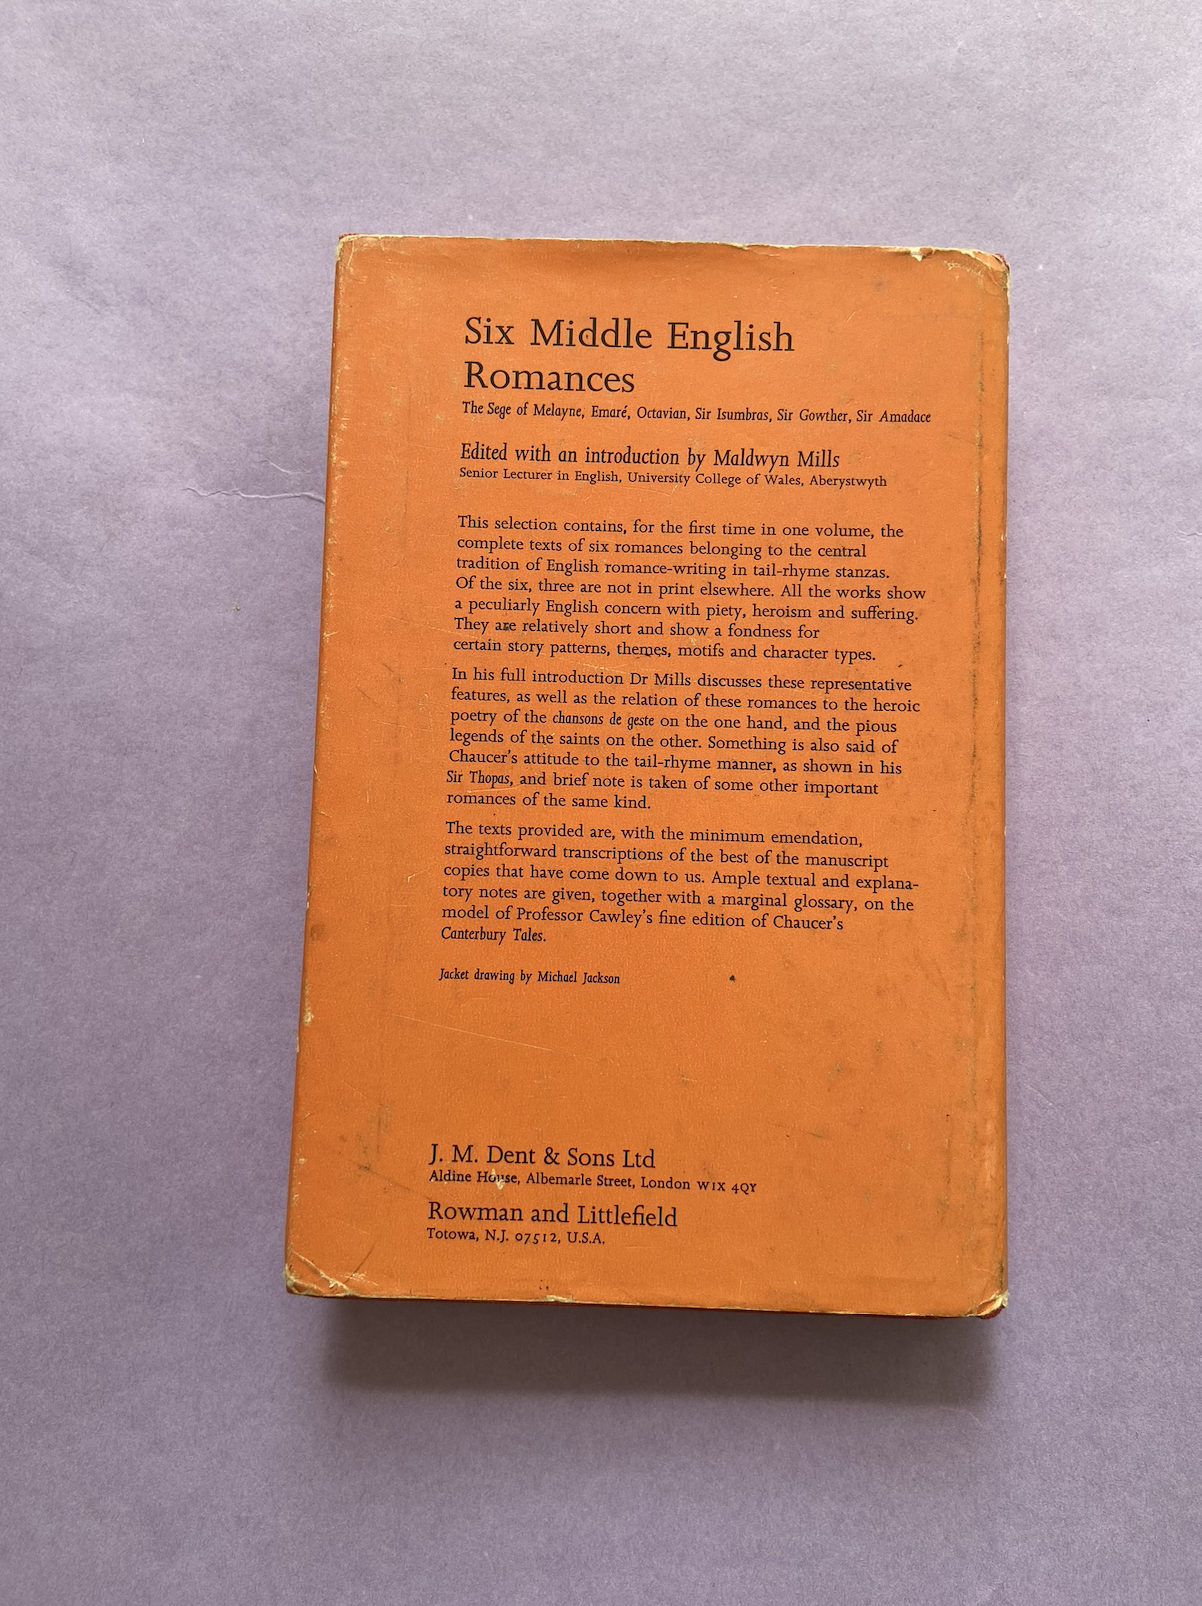 Six Middle English
Romances
The Sege of Melayne, Emaré, Octavian, Sir Isumbras, Sir Gowther, Sir Amadace
Edited with an introduction by Maldwyn Mills
Senior Lecturer in English, University College of Wales, Aberystwyth
This selection contains, for the first time in one volume, the
complete texts of six romances belonging to the central
tradition of English romance-writing in tail-rhyme stanzas.
Of the six, three are not in print elsewhere. All the works show
a peculiarly English concern with piety, heroism and suffering.
They are relatively short and show a fondness for
certain story patterns, themes, motifs and character types.
In his full introduction Dr Mills discusses these representative
features, as well as the relation of these romances to the heroic
poetry of the chansons de geste on the one hand, and the pious
legends of the saints on the other. Something is also said of
Chaucer's attitude to the tail-rhyme manner, as shown in his
Sir Thopas, and brief note is taken of some other important
romances of the same kind.
The texts provided are, with the minimum emendation,
straightforward transcriptions of the best of the manuscript
copies that have come down to us. Ample textual and explana-
tory notes are given, together with a marginal glossary, on the
model of Professor Cawley's fine edition of Chaucer's
Canterbury Tales.
Jacket drawing by Michael Jackson
J. M. Dent & Sons Ltd
Aldine House, Albemarle Street, London W1X 4QY
Rowman and Littlefield
Totowa, N.J. 07512, U.S.A.